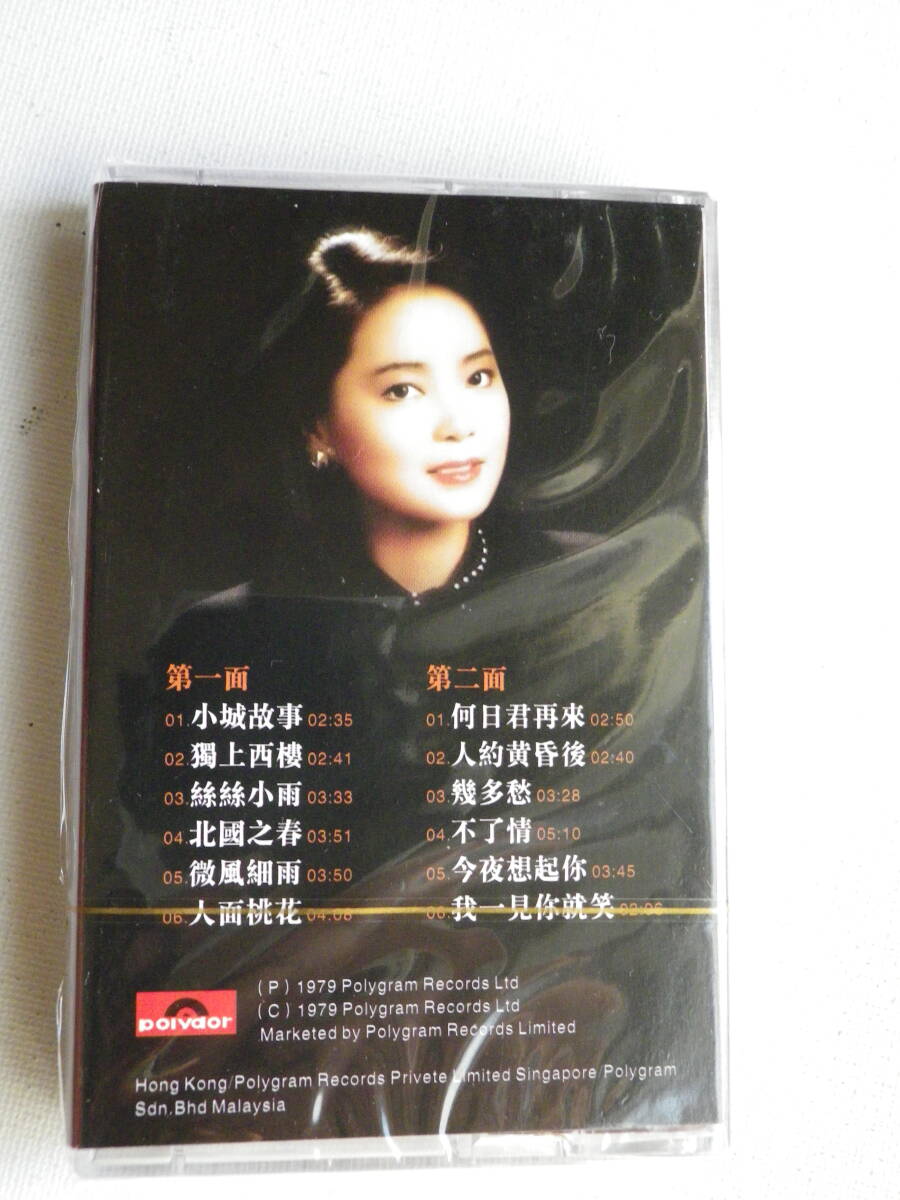 第一面
01.小城故事 02:35
02.獨上西樓 02:41
03.絲絲小雨 03:33
04.北國之春 03:51
05.微風細雨 03:50
06.人面桃花 04:08
第二面
01.何日君再來 02:50
02.人約黄昏後 02:40
03.幾多愁 03:28
04.不了情 05:10
05.今夜想起你 03:45
06.我一見你就笑 02:06
polydor
(P) 1979 Polygram Records Ltd
(C) 1979 Polygram Records Ltd
Marketed by Polygram Records Limited
Hong Kong/Polygram Records Privete Limited Singapore/Polygram
Sdn.Bhd Malaysia